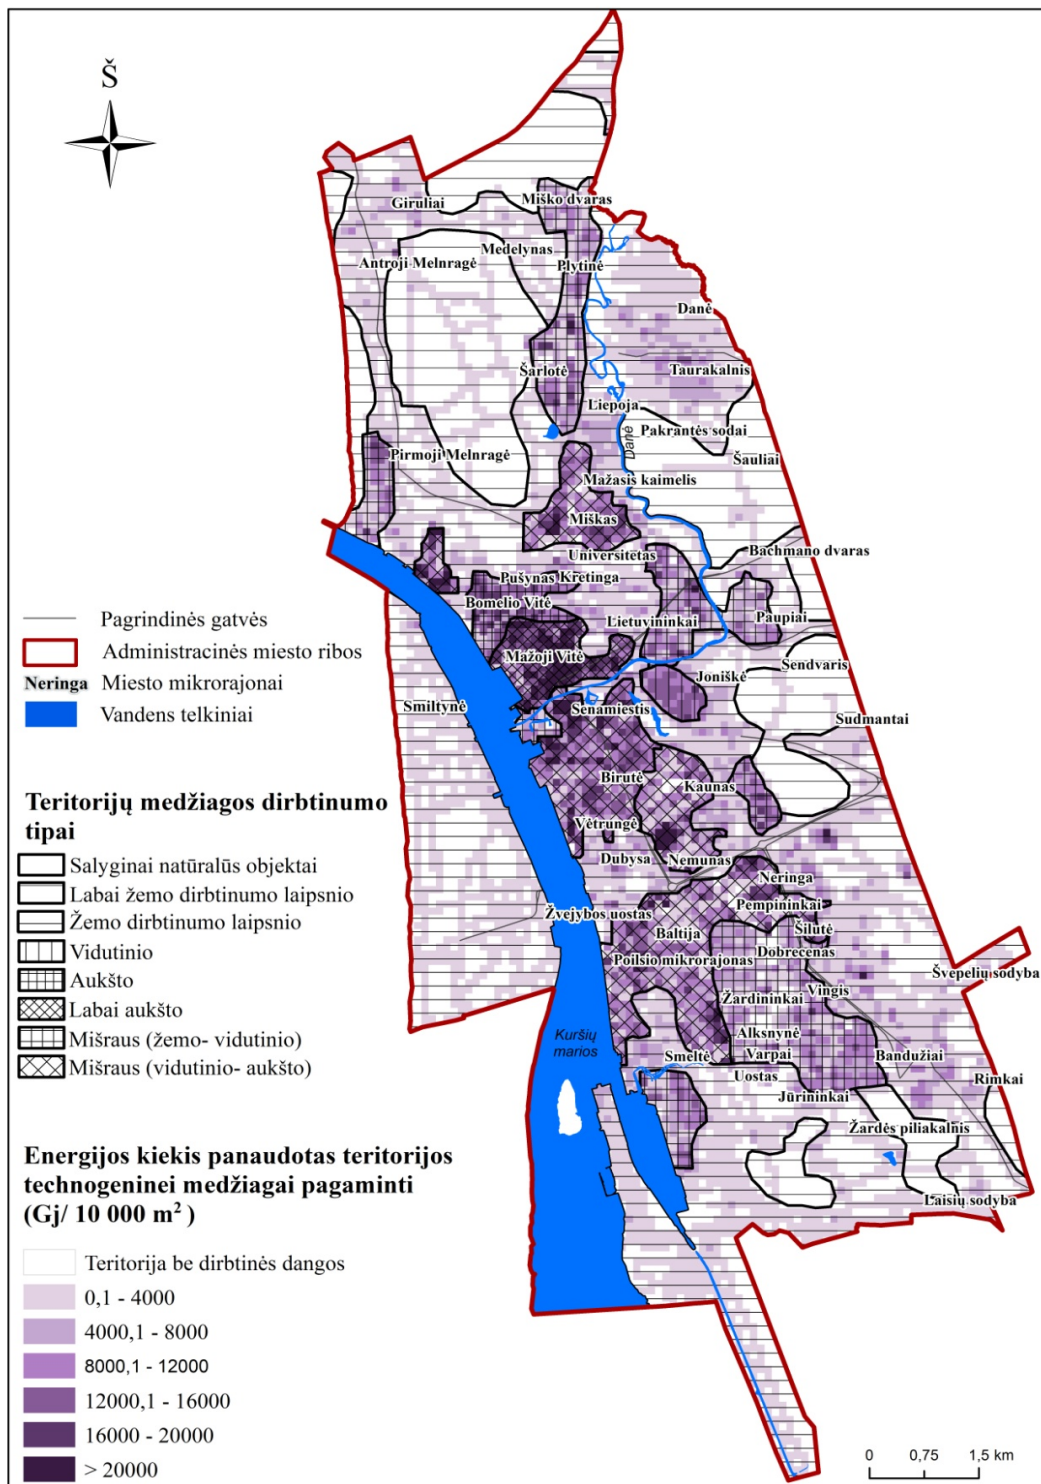 Š
Giruliai
Miško dvaras
Medelynas
Antroji Melnragė
Plytinė
Danė
Šarlotė
Taurakalnis
Liepoja
Danė
Pakrantės sodai
Pirmoji Melnragė
Šauliai
Mažasis kaimelis
Miškas
Universitetas
Bachmano dvaras
Pušynas
Kretinga
Bomelio Vitė
Lietuvininkai
Paupiai
Mažoji Vitė
Sendvaris
Joniškė
Smiltynė
Senamiestis
Sudmantai
Birutė
Kaunas
Vėtrungė
Dubysa
Nemunas
Neringa
Pempininkai
Žvejybos uostas
Baltija
Šilutė
Dobrecenas
Poilsio mikrorajonas
Švepelių sodyba
Žardininkai
Vingis
Alksnynė
Kuršių
marios
Smeltė
Varpai
Bandužiai
Uostas
Rimkai
Jūrininkai
Žardės piliakalnis
Laisių sodyba
Pagrindinės gatvės
Administracinės miesto ribos
Neringa Miesto mikrorajonai
Vandens telkiniai
Teritorijų medžiagos dirbtinumo
tipai
Salyginai natūralūs objektai
Labai žemo dirbtinumo laipsnio
Žemo dirbtinumo laipsnio
Vidutinio
Aukšto
Labai aukšto
Mišraus (žemo- vidutinio)
Mišraus (vidutinio- aukšto)
Energijos kiekis panaudotas teritorijos
technogeninei medžiagai pagaminti
(Gj/ 10 000 m²)
Teritorija be dirbtinės dangos
0,1 - 4000
4000,1 - 8000
8000,1 - 12000
12000,1 - 16000
16000 - 20000
> 20000
0 0,75 1,5 km